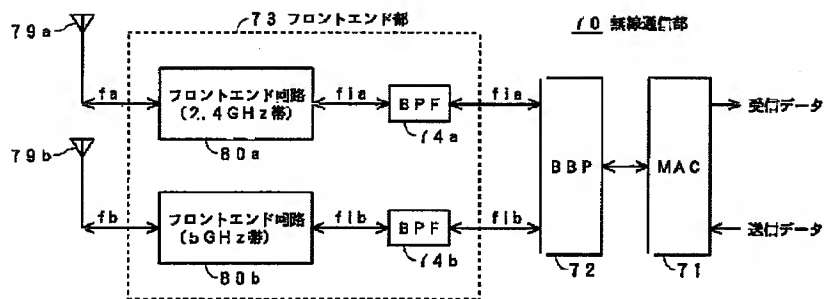 73 フロントエンド部
70 無線通信部
79a
fa
フロントエンド回路
(2.4GHz帯)
80a
fia
BPF
74a
fia
受信データ
79b
fb
フロントエンド回路
(5GHz帯)
80b
fib
BPF
74b
fib
BBP
72
MAC
71
送信データ